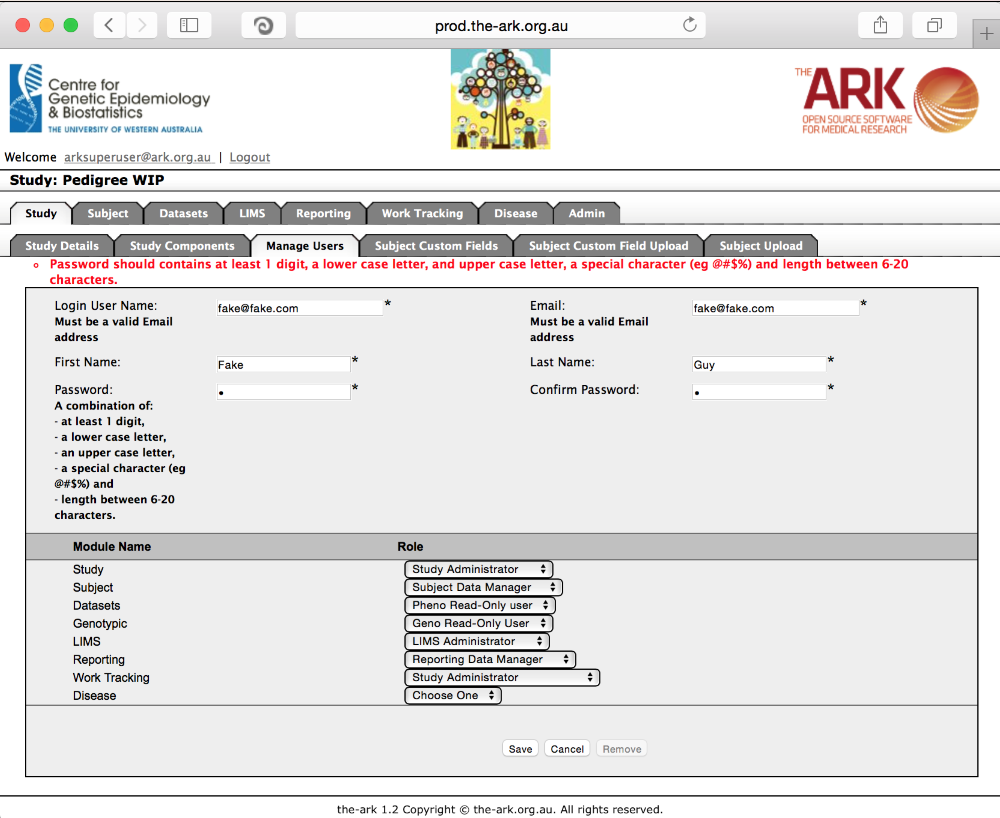 prod.the-ark.org.au
Centre for
Genetic Epidemiology
& Biostatistics
THE UNIVERSITY OF WESTERN AUSTRALIA
THE ARK
OPEN SOURCE SOFTWARE
FOR MEDICAL RESEARCH
Welcome arksuperuser@ark.org.au | Logout
Study: Pedigree WIP
Study Subject Datasets LIMS Reporting Work Tracking Disease Admin
Study Details Study Components Manage Users Subject Custom Fields Subject Custom Field Upload Subject Upload
Password should contains at least 1 digit, a lower case letter, and upper case letter, a special character (eg @#$%) and length between 6-20
characters.
Login User Name: fake@fake.com * Email: fake@fake.com *
Must be a valid Email Must be a valid Email
address address
First Name: Fake * Last Name: Guy *
Password: • * Confirm Password: • *
A combination of:
- at least 1 digit,
- a lower case letter,
- an upper case letter,
- a special character (eg
@#$%) and
- length between 6-20
characters.
Module Name Role
Study Study Administrator
Subject Subject Data Manager
Datasets Pheno Read-Only user
Genotypic Geno Read-Only User
LIMS LIMS Administrator
Reporting Reporting Data Manager
Work Tracking Study Administrator
Disease Choose One
Save Cancel Remove
the-ark 1.2 Copyright © the-ark.org.au. All rights reserved.